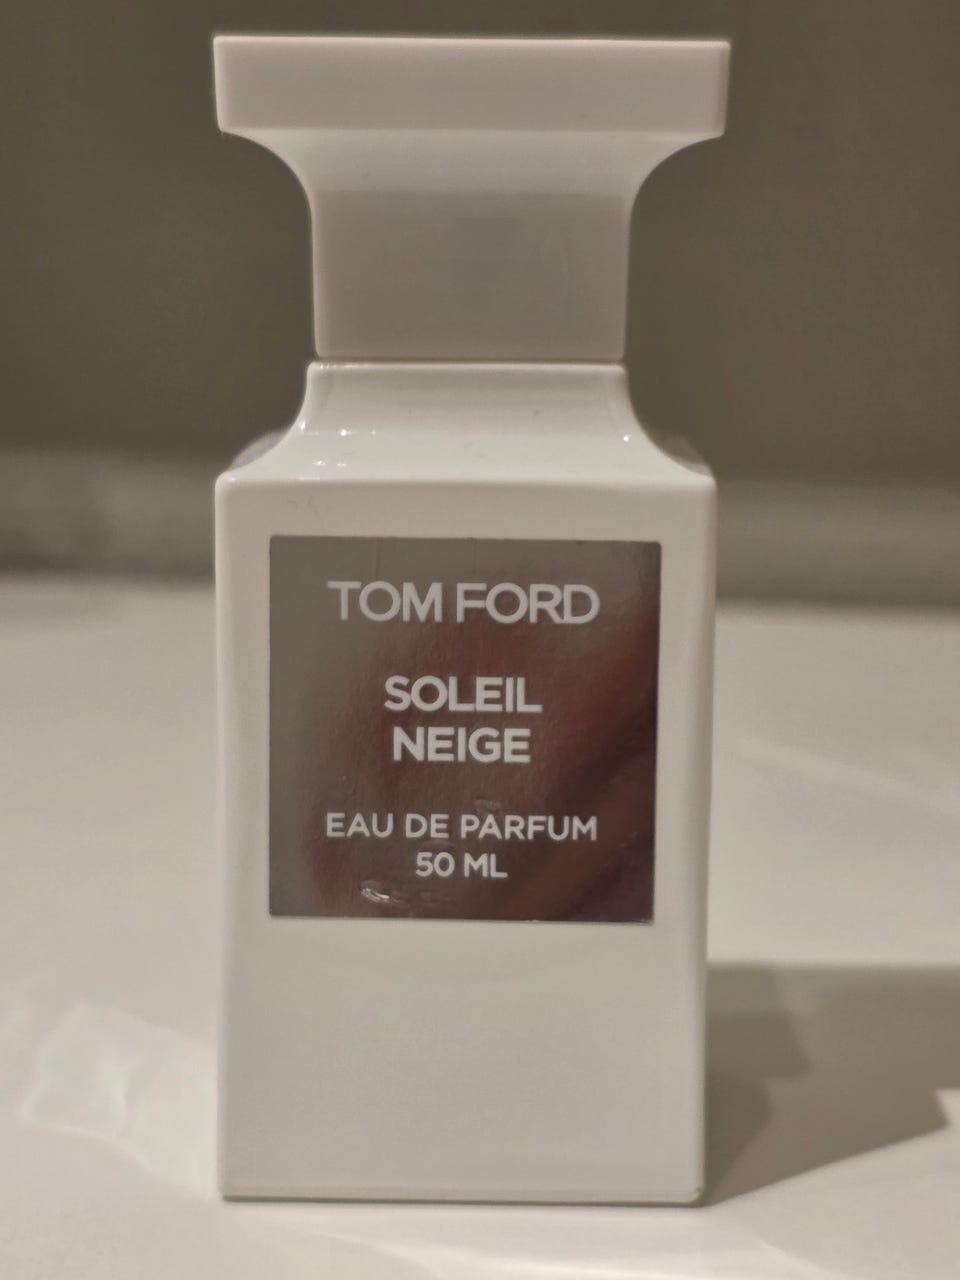 TOM FORD
SOLEIL
NEIGE
EAU DE PARFUM
50 ML